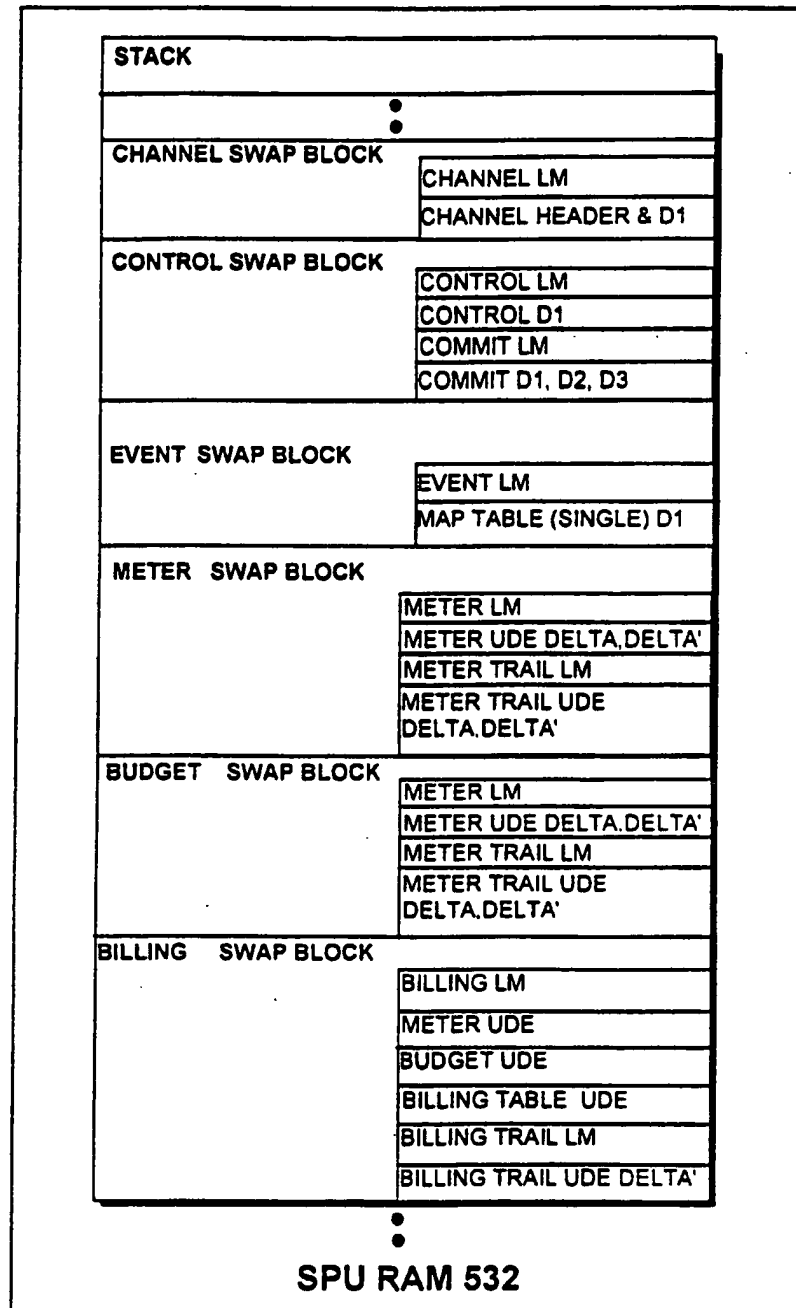 STACK
CHANNEL SWAP BLOCK
CHANNEL LM
CHANNEL HEADER & D1
CONTROL SWAP BLOCK
CONTROL LM
CONTROL D1
COMMIT LM
COMMIT D1, D2, D3
EVENT SWAP BLOCK
EVENT LM
MAP TABLE (SINGLE) D1
METER SWAP BLOCK
METER LM
METER UDE DELTA,DELTA'
METER TRAIL LM
METER TRAIL UDE
DELTA.DELTA'
BUDGET SWAP BLOCK
METER LM
METER UDE DELTA.DELTA'
METER TRAIL LM
METER TRAIL UDE
DELTA.DELTA'
BILLING SWAP BLOCK
BILLING LM
METER UDE
BUDGET UDE
BILLING TABLE UDE
BILLING TRAIL LM
BILLING TRAIL UDE DELTA'
SPU RAM 532